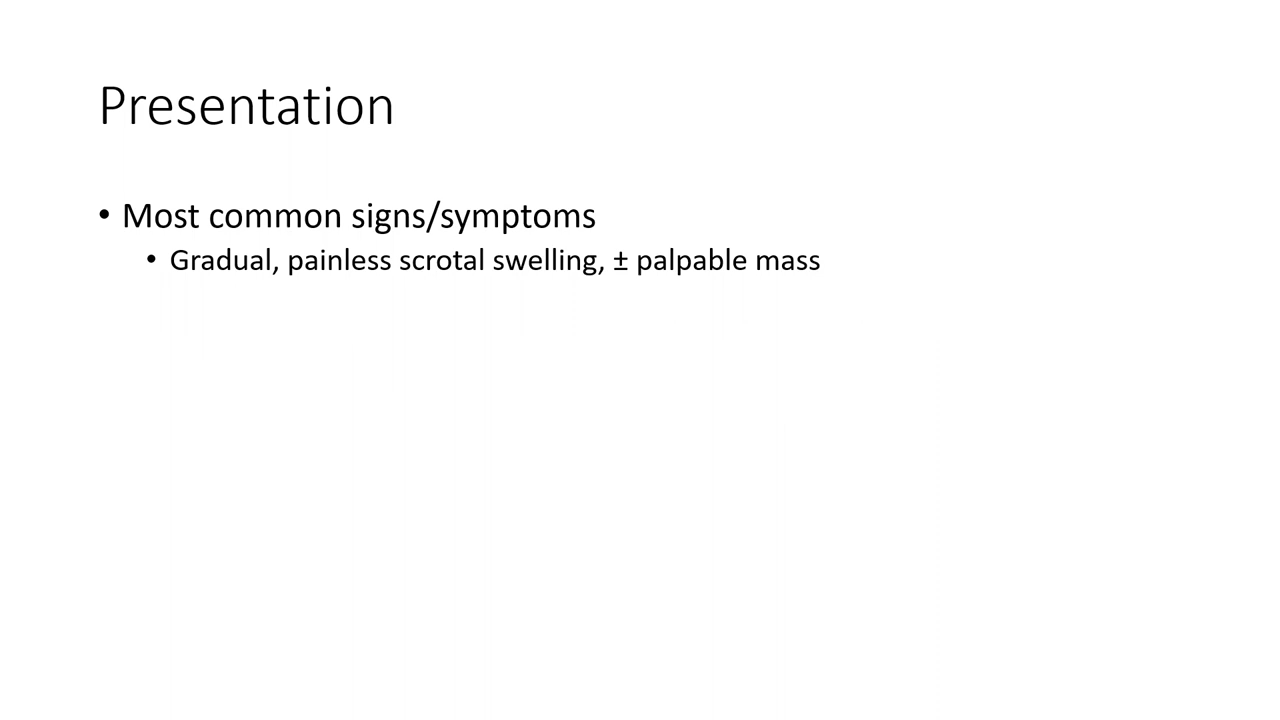 Presentation
• Most common signs/symptoms
• Gradual, painless scrotal swelling, ± palpable mass